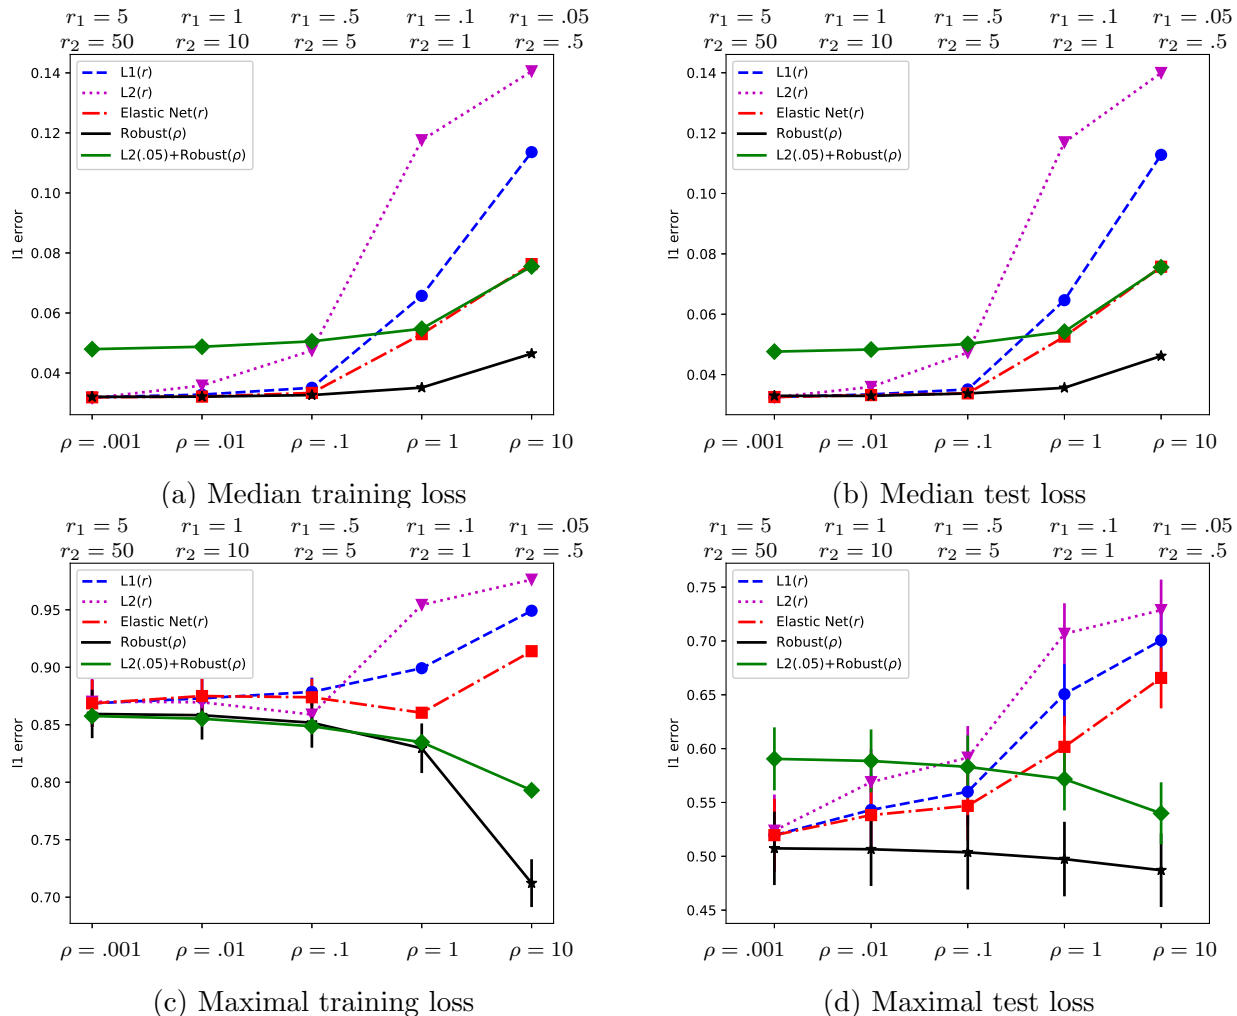 r₁ = 5 r₁ = 1 r₁ = .5 r₁ = .1 r₁ = .05
r₂ = 50 r₂ = 10 r₂ = 5 r₂ = 1 r₂ = .5
0.14
0.12
0.10
0.08
0.06
0.04
l1 error
L1(r)
L2(r)
Elastic Net(r)
Robust(ρ)
L2(.05)+Robust(ρ)
ρ = .001 ρ = .01 ρ = .1 ρ = 1 ρ = 10
(a) Median training loss
r₁ = 5 r₁ = 1 r₁ = .5 r₁ = .1 r₁ = .05
r₂ = 50 r₂ = 10 r₂ = 5 r₂ = 1 r₂ = .5
0.14
0.12
0.10
0.08
0.06
0.04
l1 error
L1(r)
L2(r)
Elastic Net(r)
Robust(ρ)
L2(.05)+Robust(ρ)
ρ = .001 ρ = .01 ρ = .1 ρ = 1 ρ = 10
(b) Median test loss
r₁ = 5 r₁ = 1 r₁ = .5 r₁ = .1 r₁ = .05
r₂ = 50 r₂ = 10 r₂ = 5 r₂ = 1 r₂ = .5
0.95
0.90
0.85
0.80
0.75
0.70
l1 error
L1(r)
L2(r)
Elastic Net(r)
Robust(ρ)
L2(.05)+Robust(ρ)
ρ = .001 ρ = .01 ρ = .1 ρ = 1 ρ = 10
(c) Maximal training loss
r₁ = 5 r₁ = 1 r₁ = .5 r₁ = .1 r₁ = .05
r₂ = 50 r₂ = 10 r₂ = 5 r₂ = 1 r₂ = .5
0.75
0.70
0.65
0.60
0.55
0.50
0.45
l1 error
L1(r)
L2(r)
Elastic Net(r)
Robust(ρ)
L2(.05)+Robust(ρ)
ρ = .001 ρ = .01 ρ = .1 ρ = 1 ρ = 10
(d) Maximal test loss